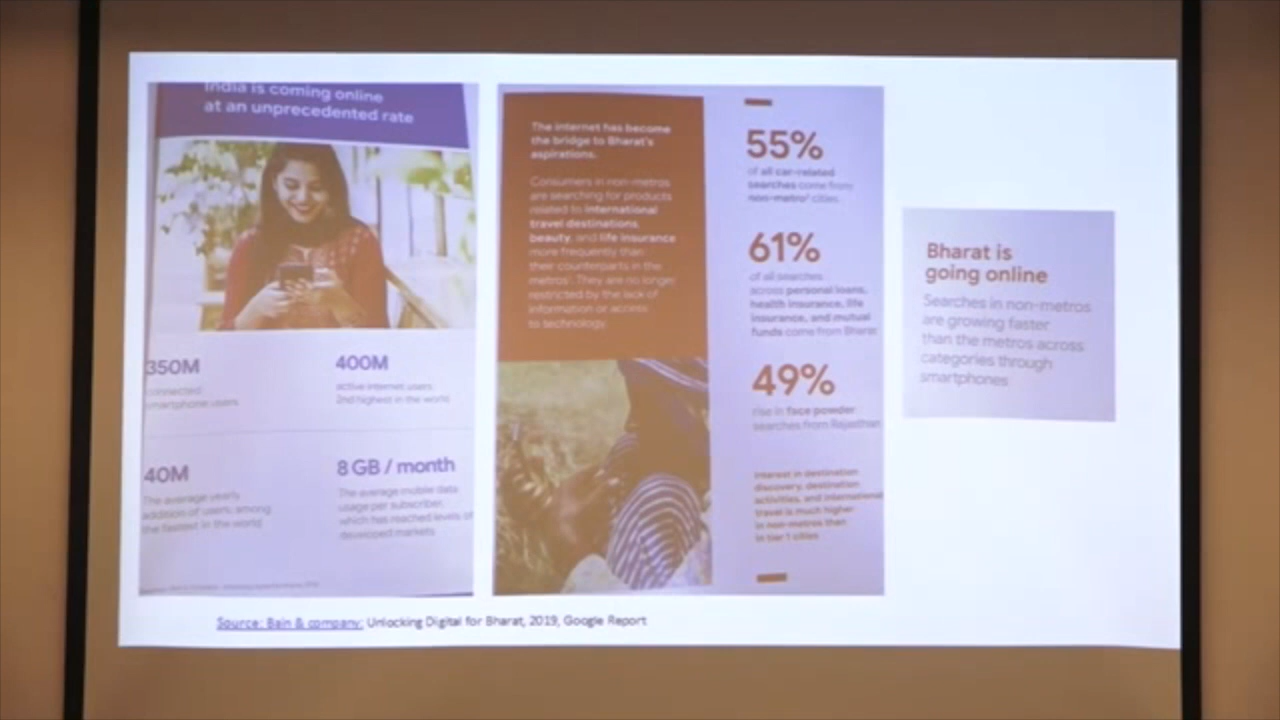 India is coming online
at an unprecedented rate
350M
connected
smartphone users
400M
active internet users
2nd highest in the world
40M
The average yearly
addition of users, among
the fastest in the world
8 GB / month
The average mobile data
usage per subscriber,
which has reached levels of
developed markets
The internet has become
the bridge to Bharat's
aspirations.
Consumers in non-metros
are searching for products
related to international
travel destinations,
beauty, and life insurance
more frequently than
their counterparts in the
metros. They are no longer
restricted by the lack of
information or access
to technology.
55%
of all car-related
searches come from
non-metro cities
61%
of all searches
across personal loans,
health insurance, life
insurance, and mutual
funds come from Bharat
49%
rise in face powder
searches from Rajasthan
Interest in destination
discovery, destination
activities, and international
travel is much higher
in non-metros than
in tier 1 cities
Bharat is
going online
Searches in non-metros
are growing faster
than the metros across
categories through
smartphones
Source: Bain & company: Unlocking Digital for Bharat, 2019, Google Report